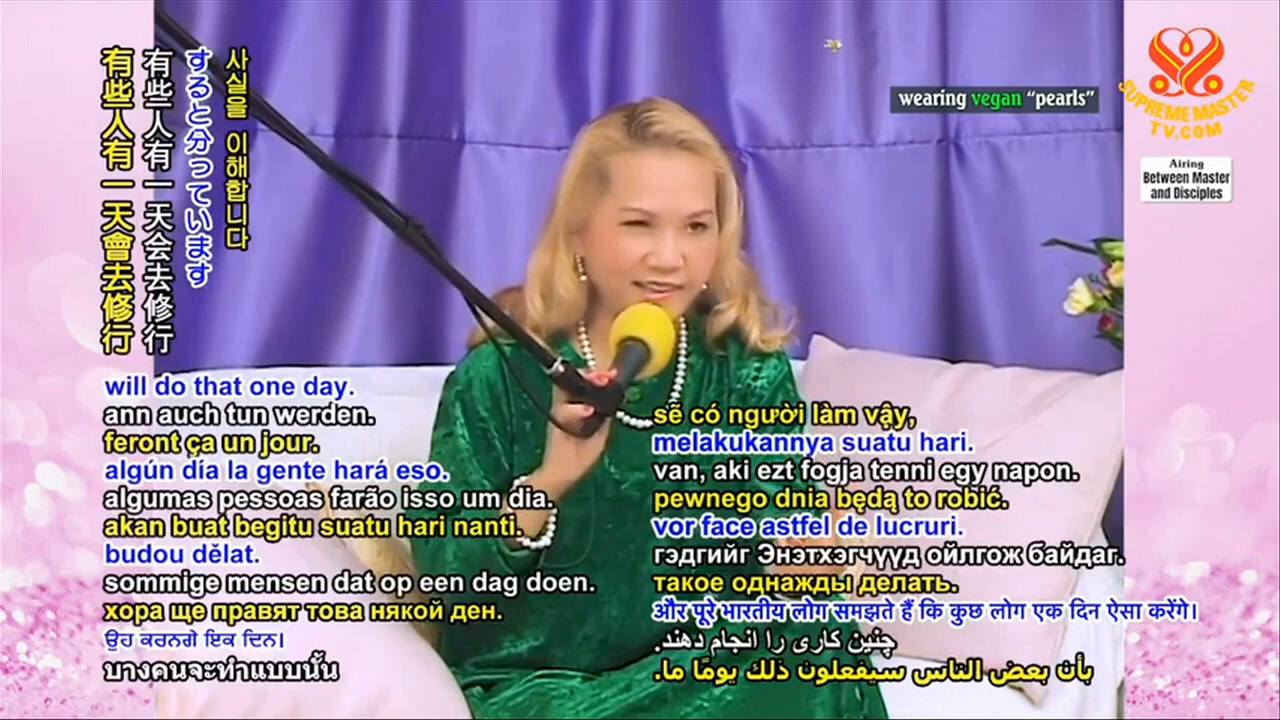 有些人有一天會去修行
有些人有一天会去修行
すると分っています
사실을 이해합니다
will do that one day.
ann auch tun werden.
feront ça un jour.
algún día la gente hará eso.
algumas pessoas farão isso um dia.
akan buat begitu suatu hari nanti.
budou dělat.
sommige mensen dat op een dag doen.
хора ще правят това някой ден.
ਉਹ ਕਰਨਗੇ ਇਕ ਦਿਨ।
บางคนจะทำแบบนั้น
sẽ có người làm vậy,
melakukannya suatu hari.
van, aki ezt fogja tenni egy napon.
pewnego dnia będą to robić.
vor face astfel de lucruri.
гэдгийг Энэтхэгчүүд ойлгож байдаг.
такое однажды делать.
और पूरे भारतीय लोग समझते हैं कि कुछ लोग एक दिन ऐसा करेंगे।
چنین کاری را انجام دهند.
بأن بعض الناس سيفعلون ذلك يومًا ما.
wearing vegan "pearls"
SUPREME MASTER
TV.COM
Airing
Between Master
and Disciples